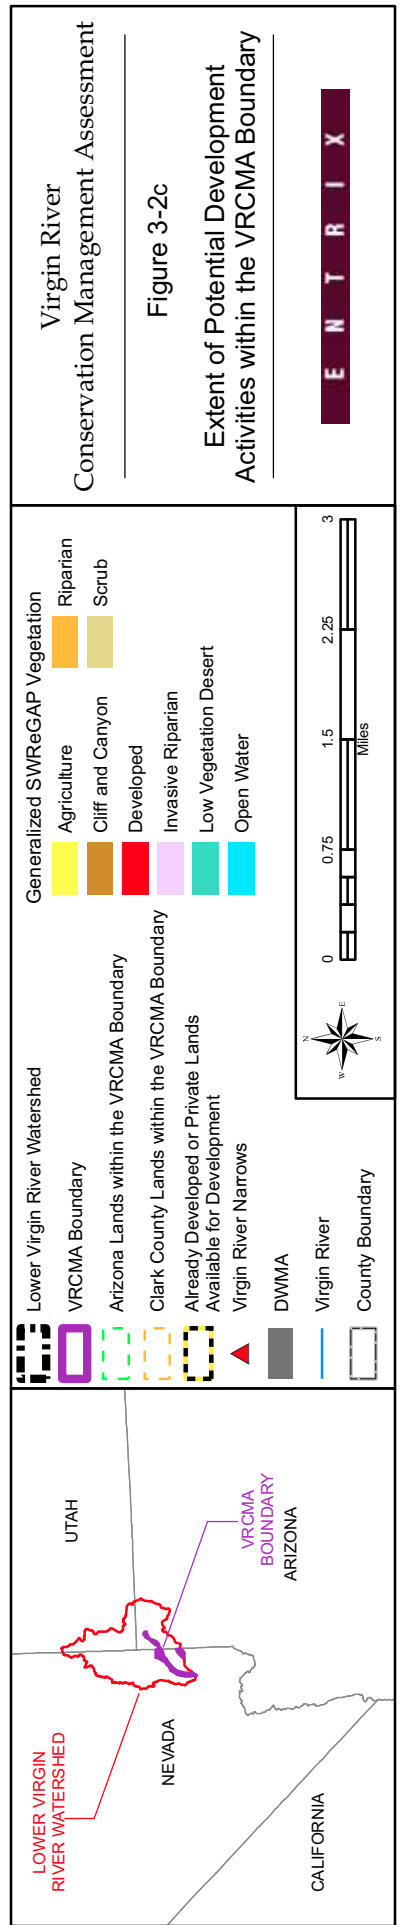 LOWER VIRGIN
RIVER WATERSHED
UTAH
NEVADA
VRCMA
BOUNDARY
ARIZONA
CALIFORNIA
Lower Virgin River Watershed
VRCMA Boundary
Arizona Lands within the VRCMA Boundary
Clark County Lands within the VRCMA Boundary
Already Developed or Private Lands
Available for Development
Virgin River Narrows
DWMA
Virgin River
County Boundary
Generalized SWReGAP Vegetation
Agriculture
Cliff and Canyon
Developed
Invasive Riparian
Low Vegetation Desert
Open Water
Riparian
Scrub
N
W
E
S
0 0.75 1.5 2.25 3
Miles
Virgin River
Conservation Management Assessment
Figure 3-2c
Extent of Potential Development
Activities within the VRCMA Boundary
ENTRIX